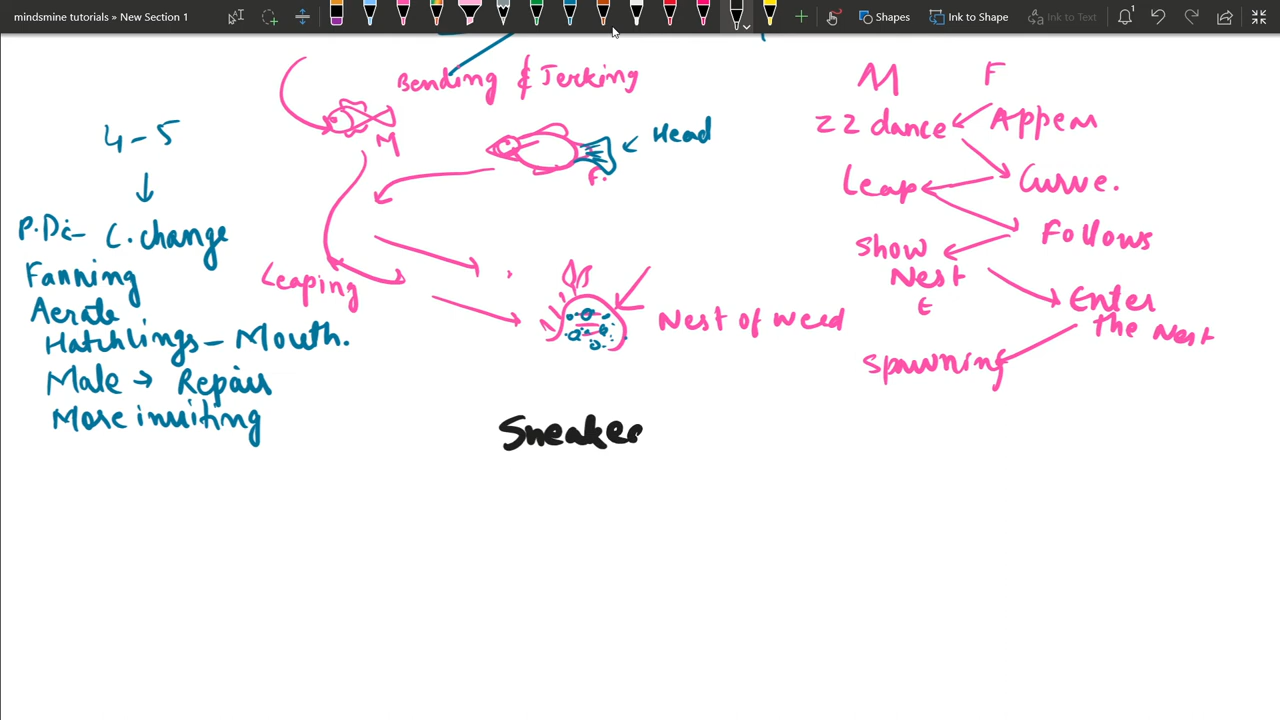 mindsmine tutorials » New Section 1
Shapes
Ink to Shape
Ink to Text
Bending & Jerking
M
F.
Head
Leaping
Nest of weed
4-5
P.Di- C. change
Fanning
Aerate
Hatchlings - Mouth.
Male → Repairs
More inviting
M F
ZZ dance Appear
Leap Curve.
Show Follows
Nest
t Enter
the Nest
Spawning
Sneaker